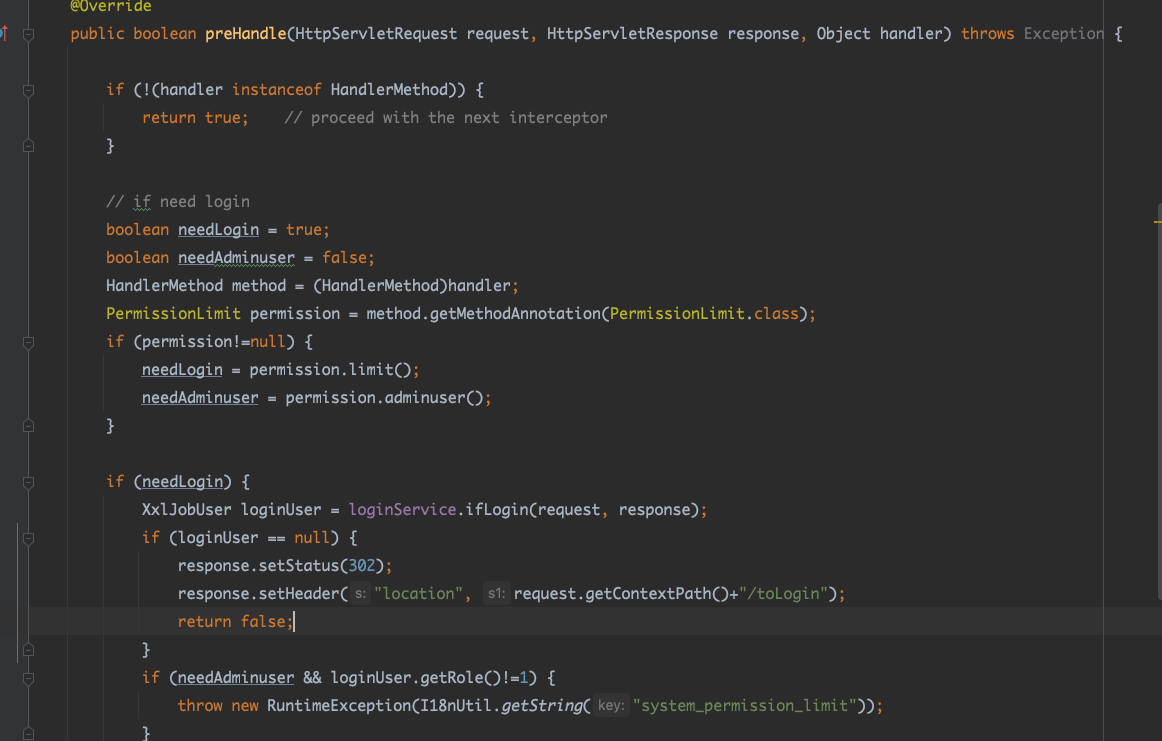 @Override
public boolean preHandle(HttpServletRequest request, HttpServletResponse response, Object handler) throws Exception {
if (!(handler instanceof HandlerMethod)) {
return true;    // proceed with the next interceptor
}
// if need login
boolean needLogin = true;
boolean needAdminuser = false;
HandlerMethod method = (HandlerMethod)handler;
PermissionLimit permission = method.getMethodAnnotation(PermissionLimit.class);
if (permission!=null) {
needLogin = permission.limit();
needAdminuser = permission.adminuser();
}
if (needLogin) {
XxlJobUser loginUser = loginService.ifLogin(request, response);
if (loginUser == null) {
response.setStatus(302);
response.setHeader( s: "location", s1: request.getContextPath()+"/toLogin");
return false;
}
if (needAdminuser && loginUser.getRole()!=1) {
throw new RuntimeException(I18nUtil.getString( key: "system_permission_limit"));
}